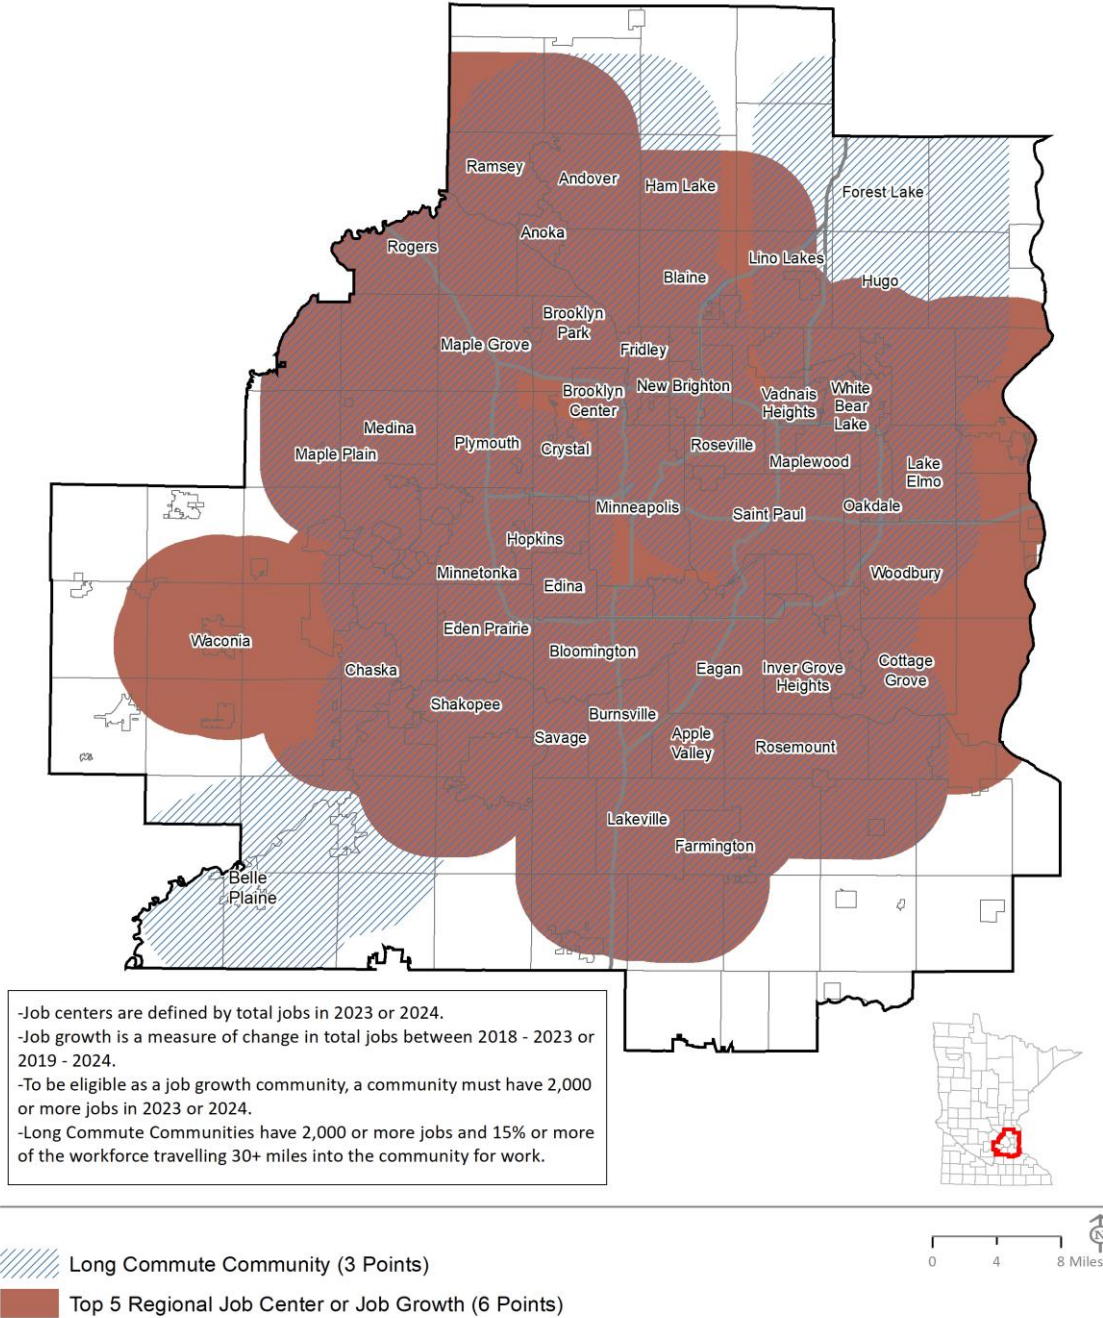 Ramsey
Andover
Ham Lake
Forest Lake
Anoka
Rogers
Lino Lakes
Blaine
Hugo
Brooklyn
Park
Maple Grove
Fridley
Brooklyn
Center
New Brighton
Vadnais
Heights
White
Bear
Lake
Medina
Plymouth
Crystal
Roseville
Maple Plain
Maplewood
Lake
Elmo
Minneapolis
Saint Paul
Oakdale
Hopkins
Minnetonka
Edina
Woodbury
Waconia
Eden Prairie
Bloomington
Chaska
Eagan
Inver Grove
Heights
Cottage
Grove
Shakopee
Burnsville
Savage
Apple
Valley
Rosemount
Lakeville
Farmington
Belle
Plaine
-Job centers are defined by total jobs in 2023 or 2024.
-Job growth is a measure of change in total jobs between 2018 - 2023 or
2019 - 2024.
-To be eligible as a job growth community, a community must have 2,000
or more jobs in 2023 or 2024.
-Long Commute Communities have 2,000 or more jobs and 15% or more
of the workforce travelling 30+ miles into the community for work.
N
0 4 8 Miles
Long Commute Community (3 Points)
Top 5 Regional Job Center or Job Growth (6 Points)